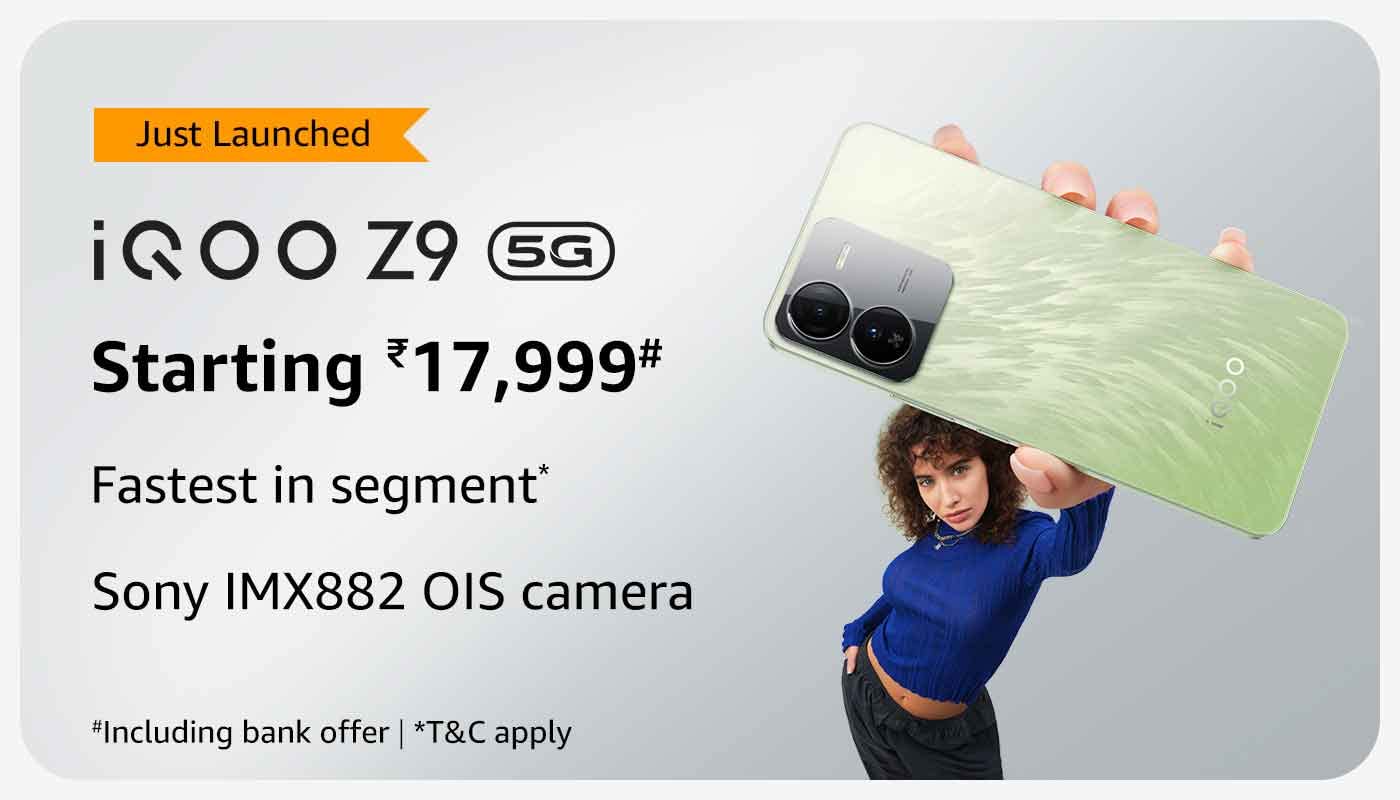 Just Launched
iQOO Z9 5G
Starting ₹17,999#
Fastest in segment*
Sony IMX882 OIS camera
#Including bank offer | *T&C apply
iQOO